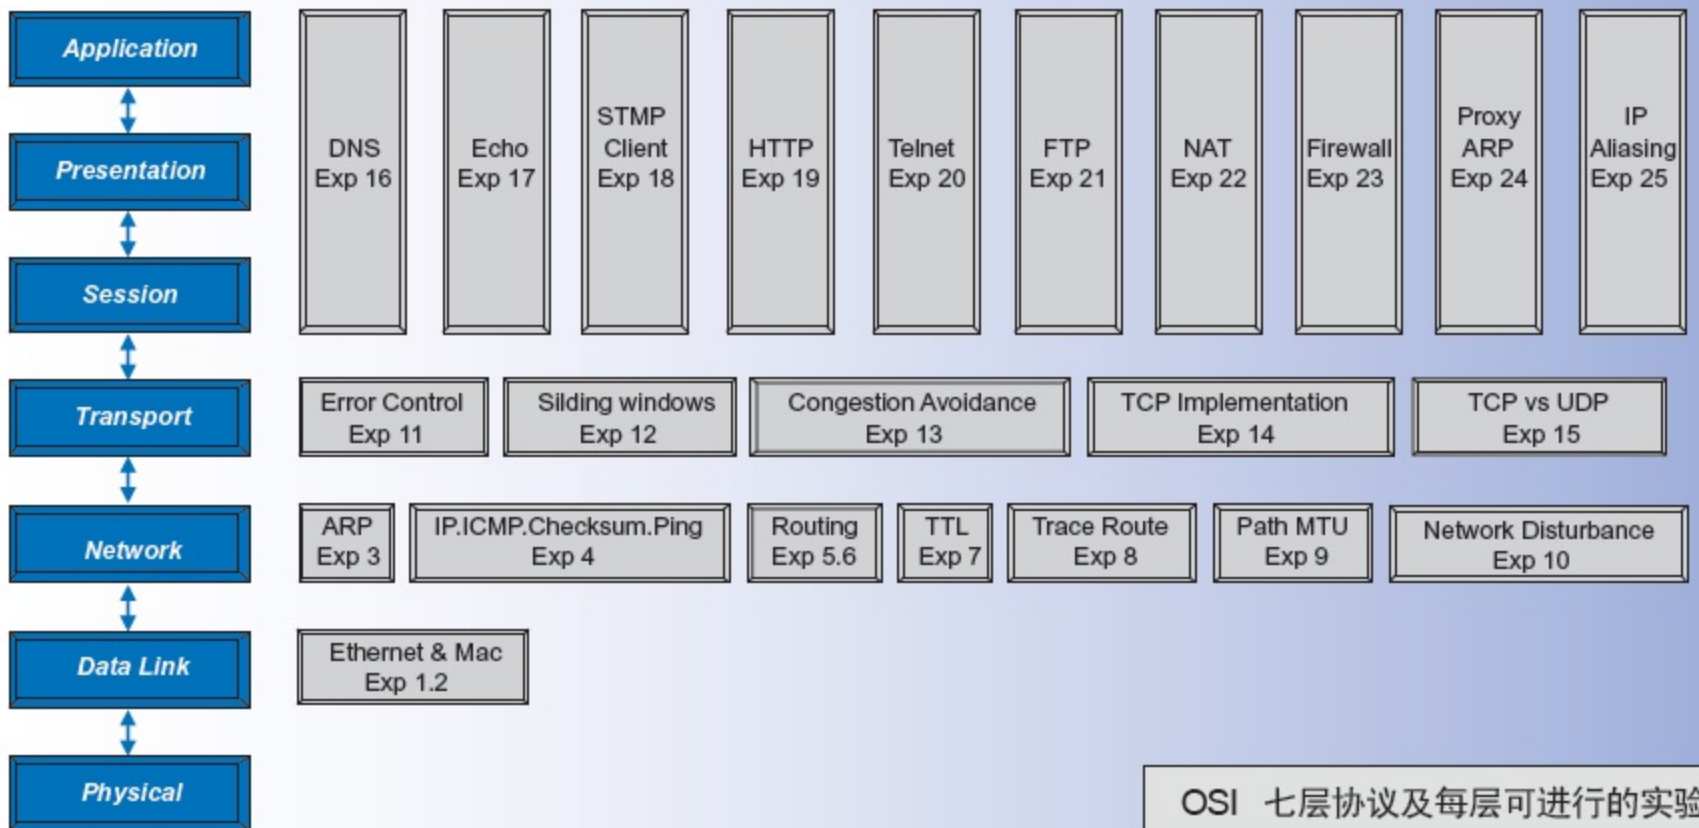 Application
Presentation
Session
DNS
Exp 16
Echo
Exp 17
STMP
Client
Exp 18
HTTP
Exp 19
Telnet
Exp 20
FTP
Exp 21
NAT
Exp 22
Firewall
Exp 23
Proxy
ARP
Exp 24
IP
Aliasing
Exp 25
Transport
Error Control
Exp 11
Silding windows
Exp 12
Congestion Avoidance
Exp 13
TCP Implementation
Exp 14
TCP vs UDP
Exp 15
Network
ARP
Exp 3
IP.ICMP.Checksum.Ping
Exp 4
Routing
Exp 5.6
TTL
Exp 7
Trace Route
Exp 8
Path MTU
Exp 9
Network Disturbance
Exp 10
Data Link
Ethernet & Mac
Exp 1.2
Physical
OSI 七层协议及每层可进行的实验